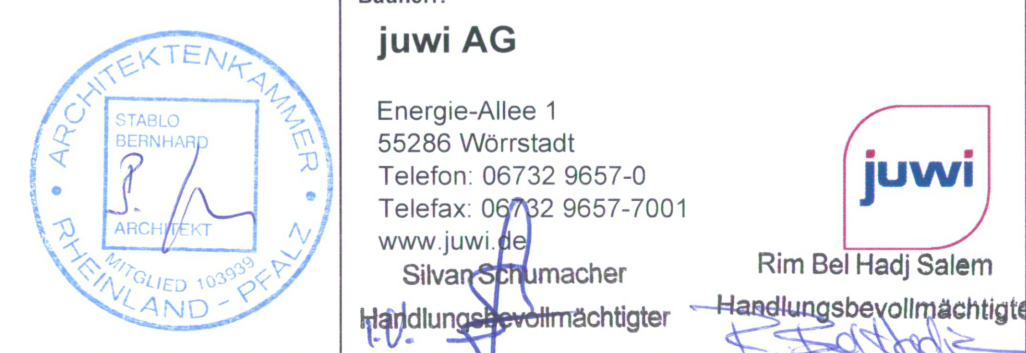 Bauherr:
ARCHITEKTENKAMMER
RHEINLAND - PFALZ
STABLO
BERNHARD
ARCHITEKT
MITGLIED 103939
juwi AG
Energie-Allee 1
55286 Wörrstadt
Telefon: 06732 9657-0
Telefax: 06732 9657-7001
www.juwi.de
juwi
Silvan Schumacher
Rim Bel Hadj Salem
Handlungsbevollmächtigter
Handlungsbevollmächtigte
i.V.